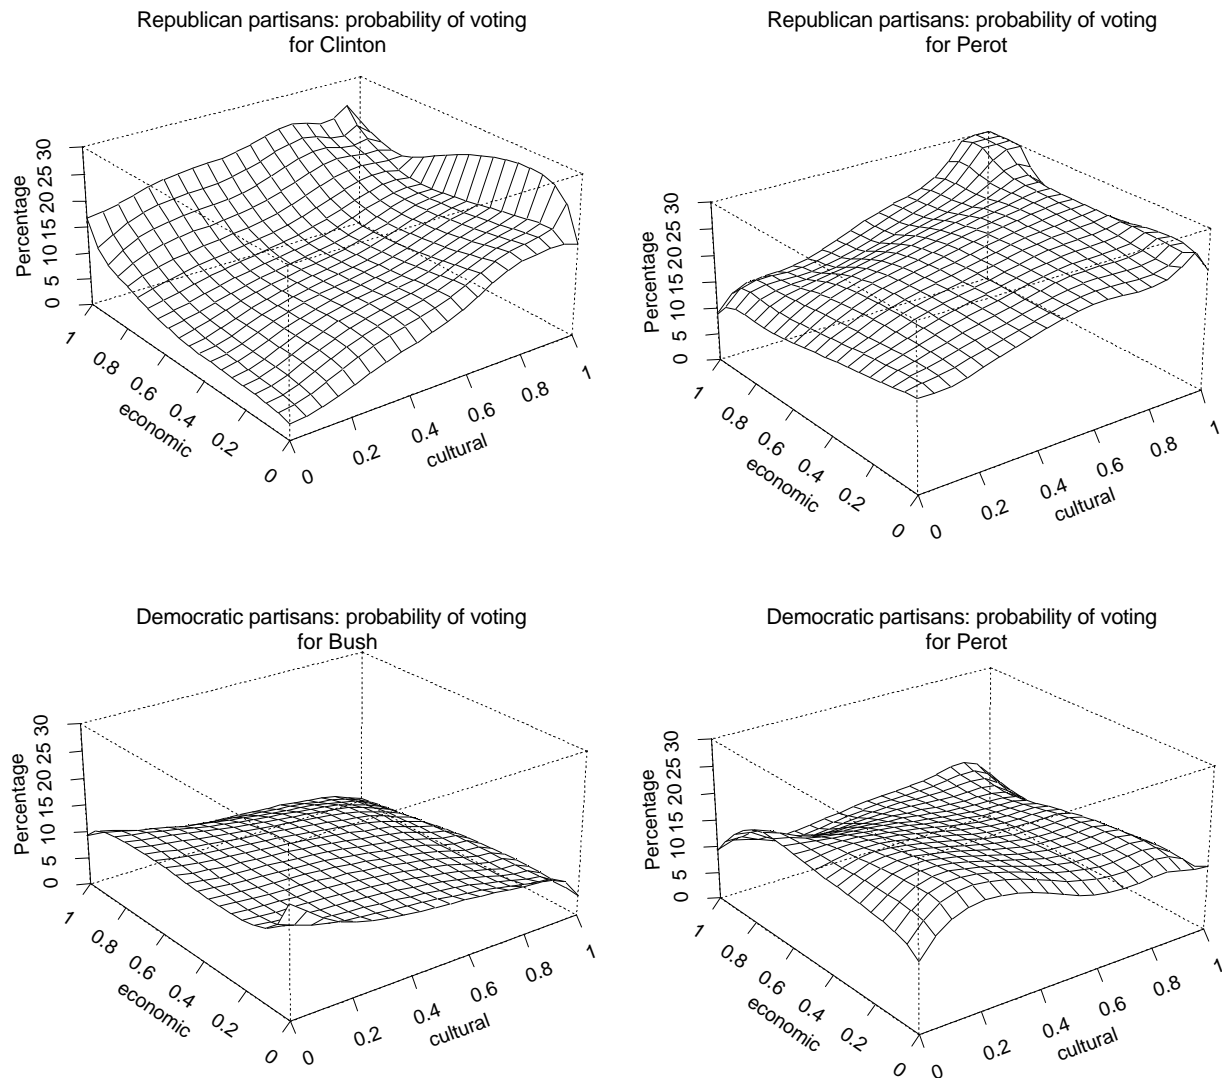 Republican partisans: probability of voting
for Clinton
Percentage
0 5 10 15 20 25 30
1 0.8 0.6 0.4 0.2 0
economic
0 0.2 0.4 0.6 0.8 1
cultural
Republican partisans: probability of voting
for Perot
Percentage
0 5 10 15 20 25 30
1 0.8 0.6 0.4 0.2 0
economic
0 0.2 0.4 0.6 0.8 1
cultural
Democratic partisans: probability of voting
for Bush
Percentage
0 5 10 15 20 25 30
1 0.8 0.6 0.4 0.2 0
economic
0 0.2 0.4 0.6 0.8 1
cultural
Democratic partisans: probability of voting
for Perot
Percentage
0 5 10 15 20 25 30
1 0.8 0.6 0.4 0.2 0
economic
0 0.2 0.4 0.6 0.8 1
cultural